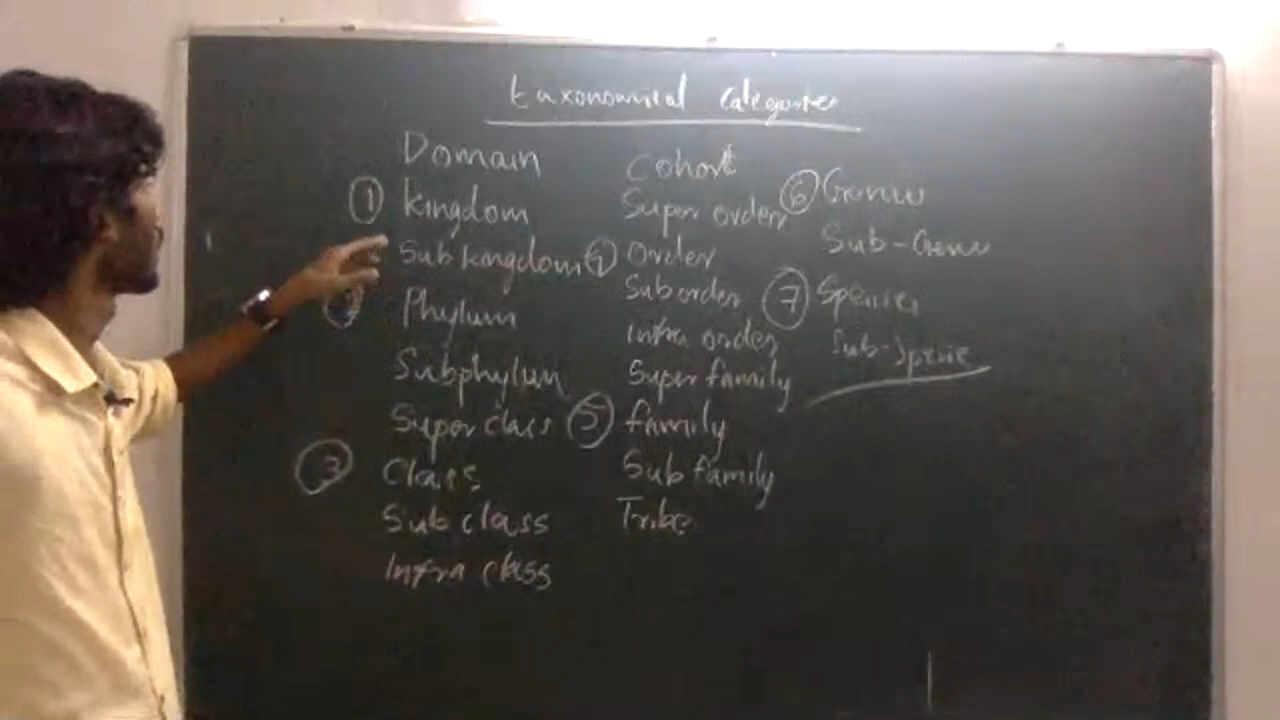 taxonomical categories
Domain
① kingdom
Sub kingdom
Phylum
Subphylum
Super class
③ Class
Sub class
Infra class
Cohort
Super order
④ Order
Sub order
Infra order
Super family
⑤ family
Sub family
Tribe
⑥ Genus
Sub-Genus
⑦ Species
Sub-Specie